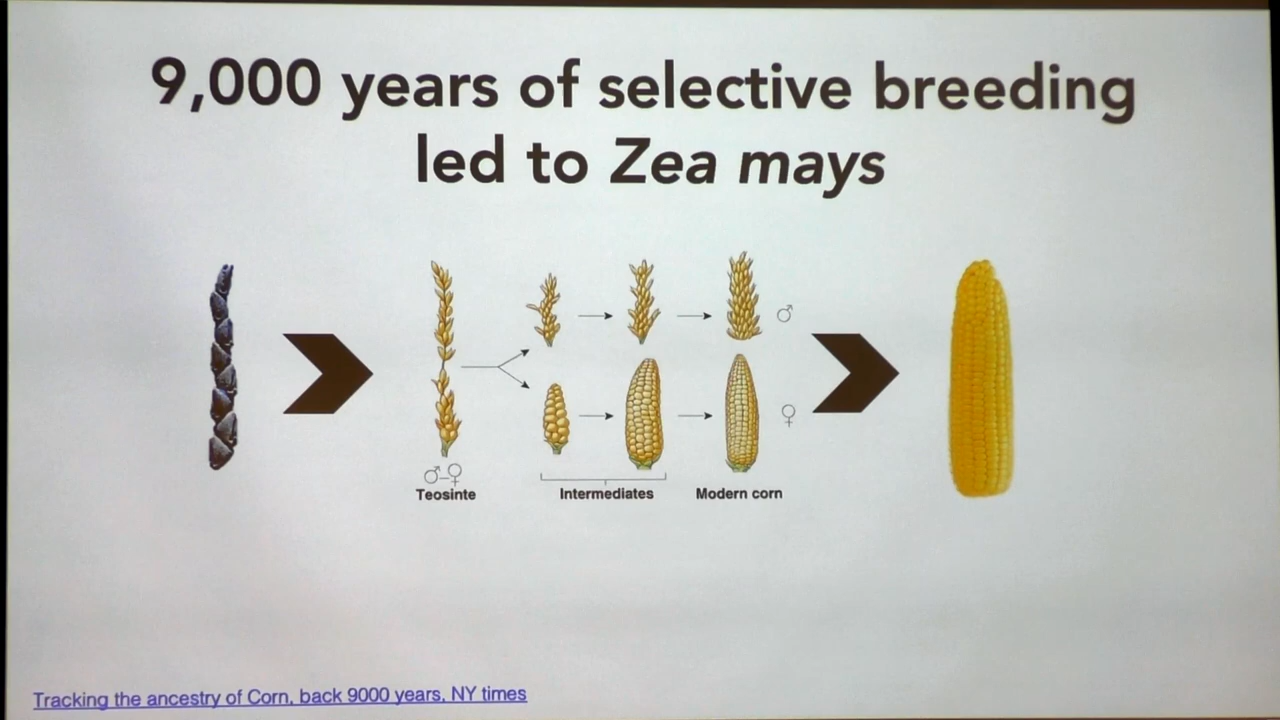 9,000 years of selective breeding
led to Zea mays
♂
♀
♂-♀
Teosinte
Intermediates
Modern corn
Tracking the ancestry of Corn, back 9000 years, NY times